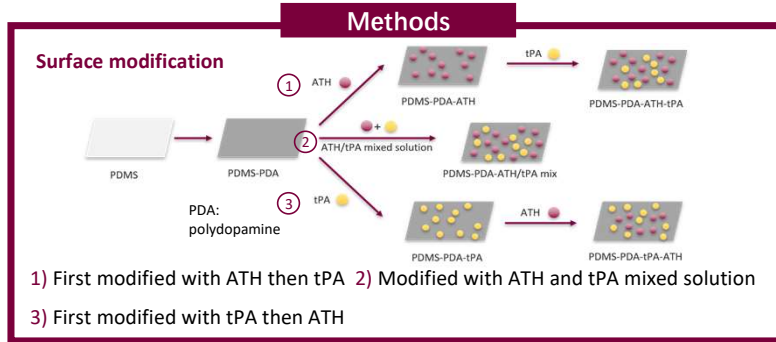 Methods
Surface modification
1
ATH
PDMS-PDA-ATH
tPA
PDMS-PDA-ATH-tPA
PDMS
PDMS-PDA
2
+
ATH/tPA mixed solution
PDMS-PDA-ATH/tPA mix
PDA:
polydopamine
3
tPA
PDMS-PDA-tPA
ATH
PDMS-PDA-tPA-ATH
1) First modified with ATH then tPA 2) Modified with ATH and tPA mixed solution
3) First modified with tPA then ATH